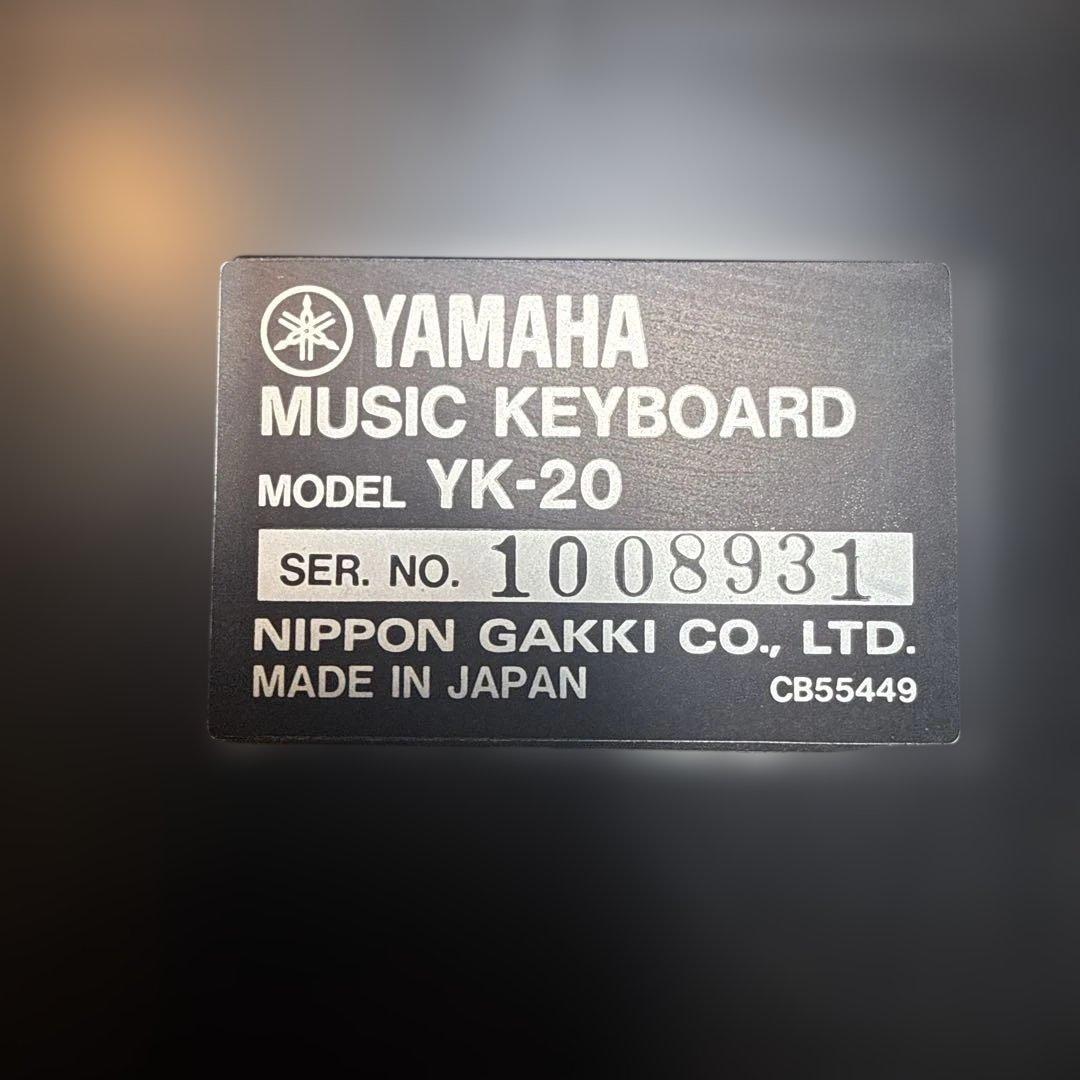 YAMAHA
MUSIC KEYBOARD
MODEL YK-20
SER. NO. 1008931
NIPPON GAKKI CO., LTD.
MADE IN JAPAN CB55449